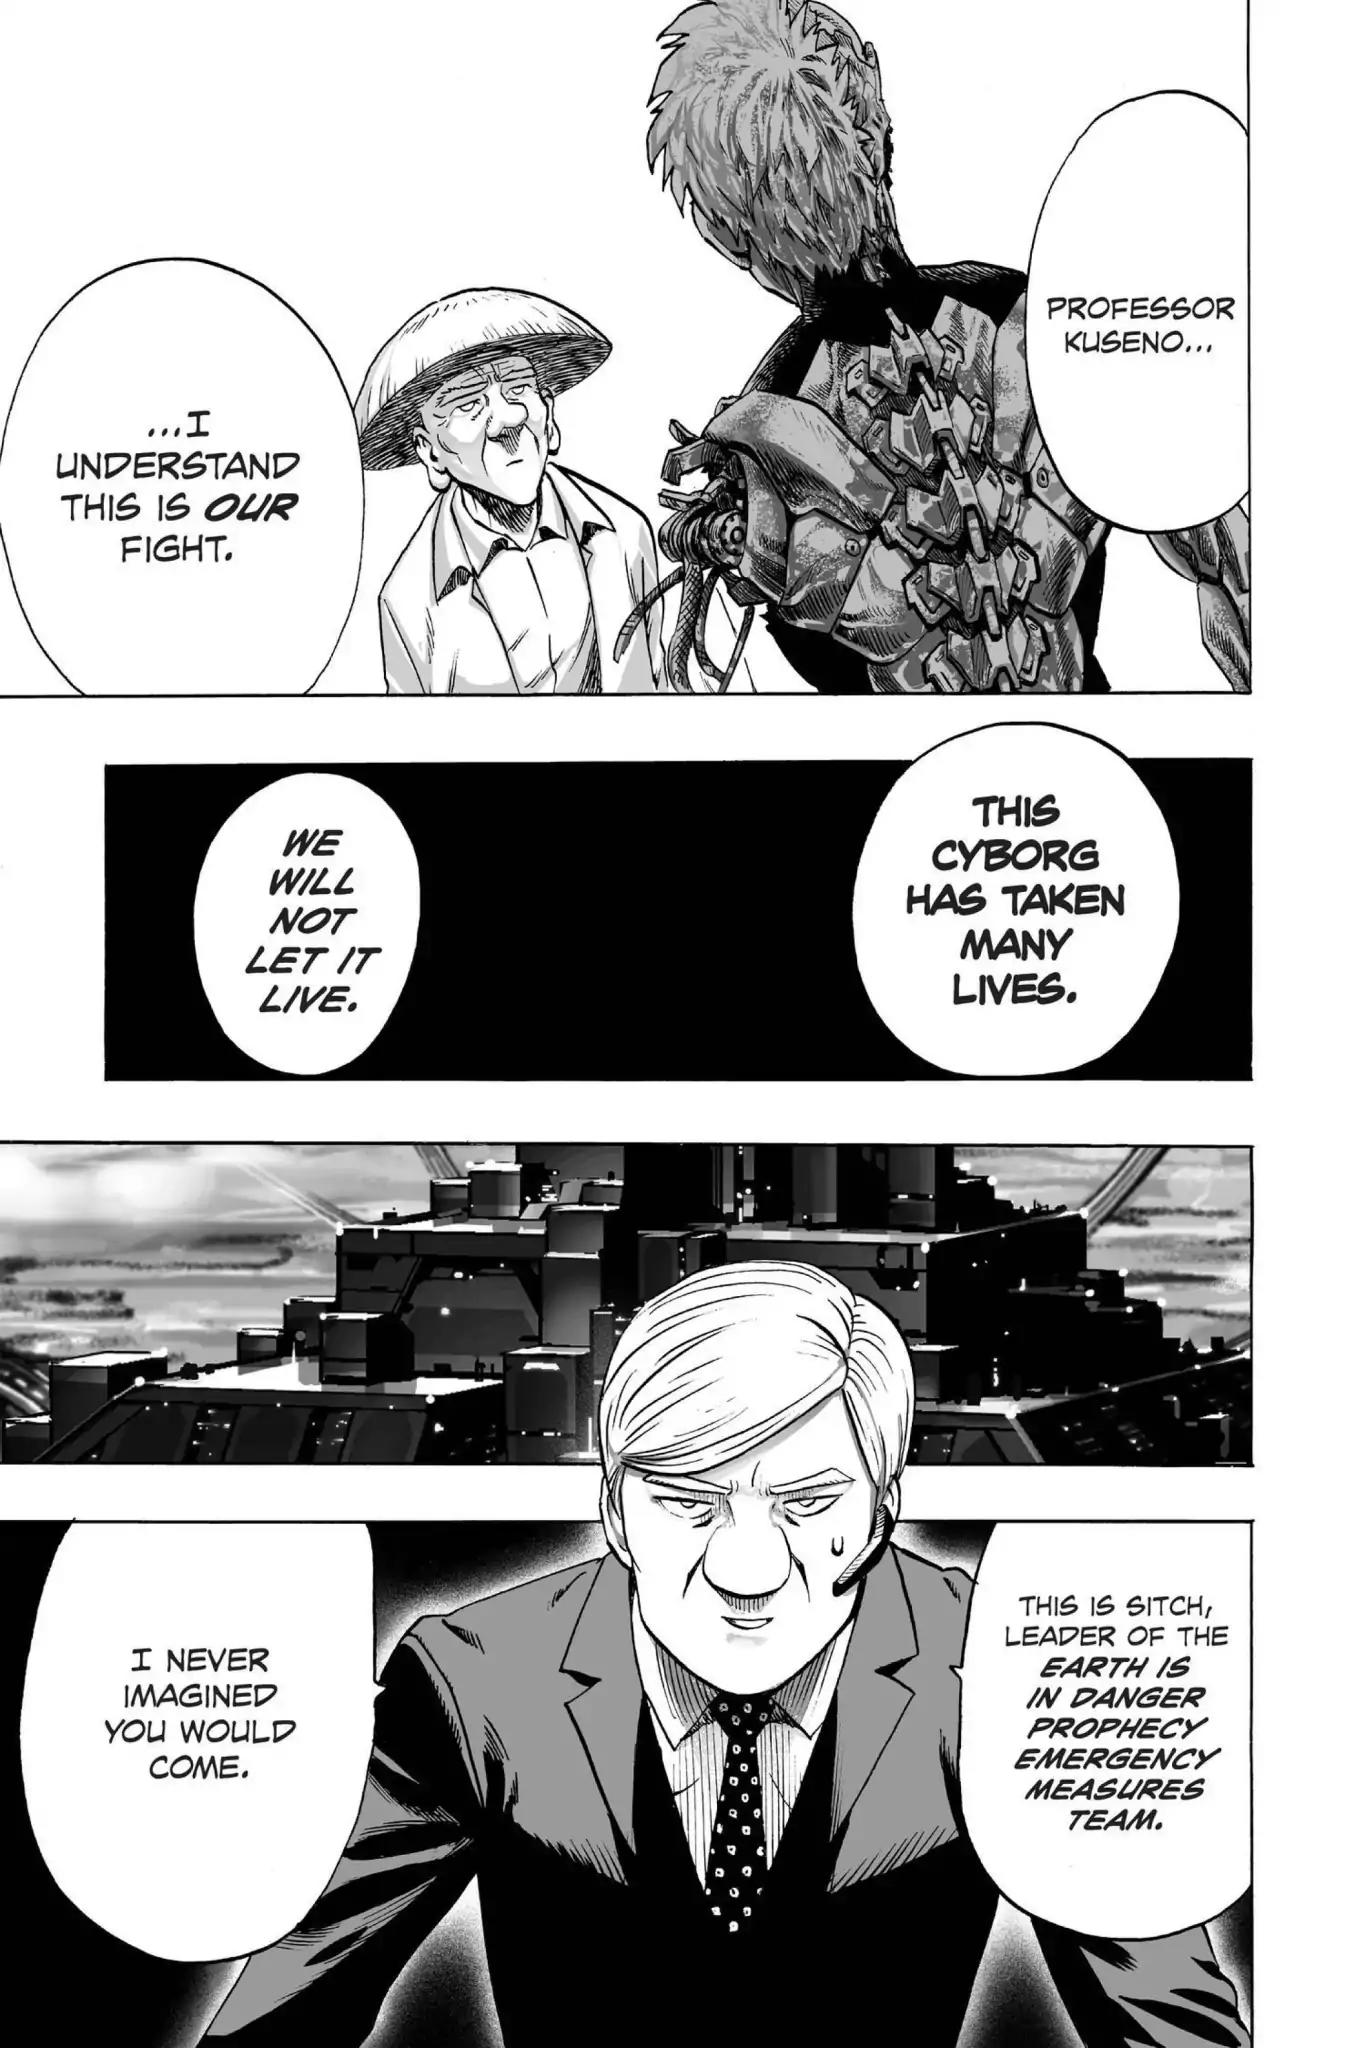 PROFESSOR
KUSENO...
...I
UNDERSTAND
THIS IS OUR
FIGHT.
THIS
CYBORG
HAS TAKEN
MANY
LIVES.
WE
WILL
NOT
LET IT
LIVE.
THIS IS SITCH,
LEADER OF THE
EARTH IS
IN DANGER
PROPHECY
EMERGENCY
MEASURES
TEAM.
I NEVER
IMAGINED
YOU WOULD
COME.